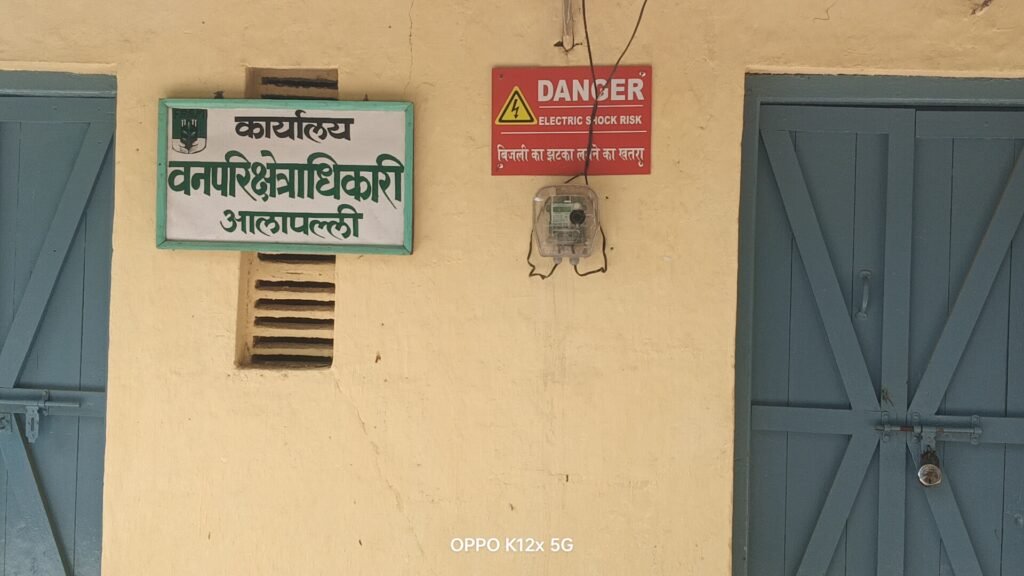 कार्यालय
वनपरिक्षेत्राधिकारी
आलापल्ली
DANGER
ELECTRIC SHOCK RISK
बिजली का झटका लगने का खतरा
OPPO K12x 5G